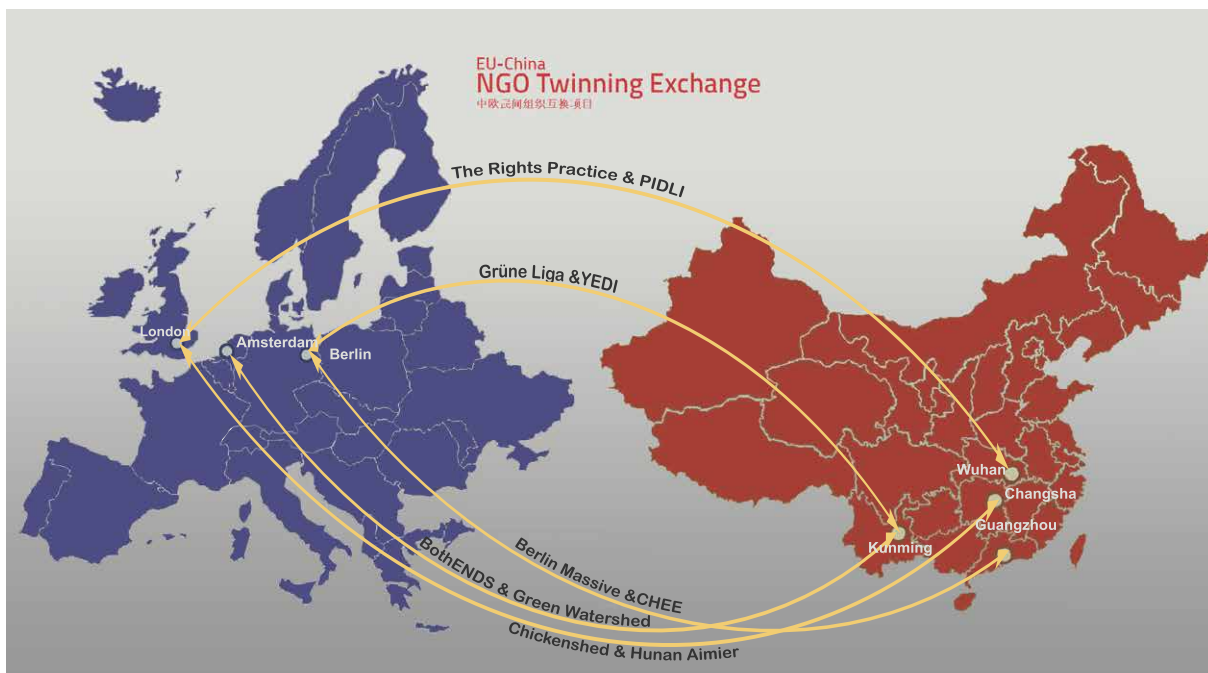 EU-China
NGO Twinning Exchange
中欧民间组织互换项目
The Rights Practice & PIDLI
Grüne Liga &YEDI
London
Amsterdam
Berlin
Wuhan
Changsha
Guangzhou
Kunming
Berlin Massive &CHEE
BothENDS & Green Watershed
Chickenshed & Hunan Aimier